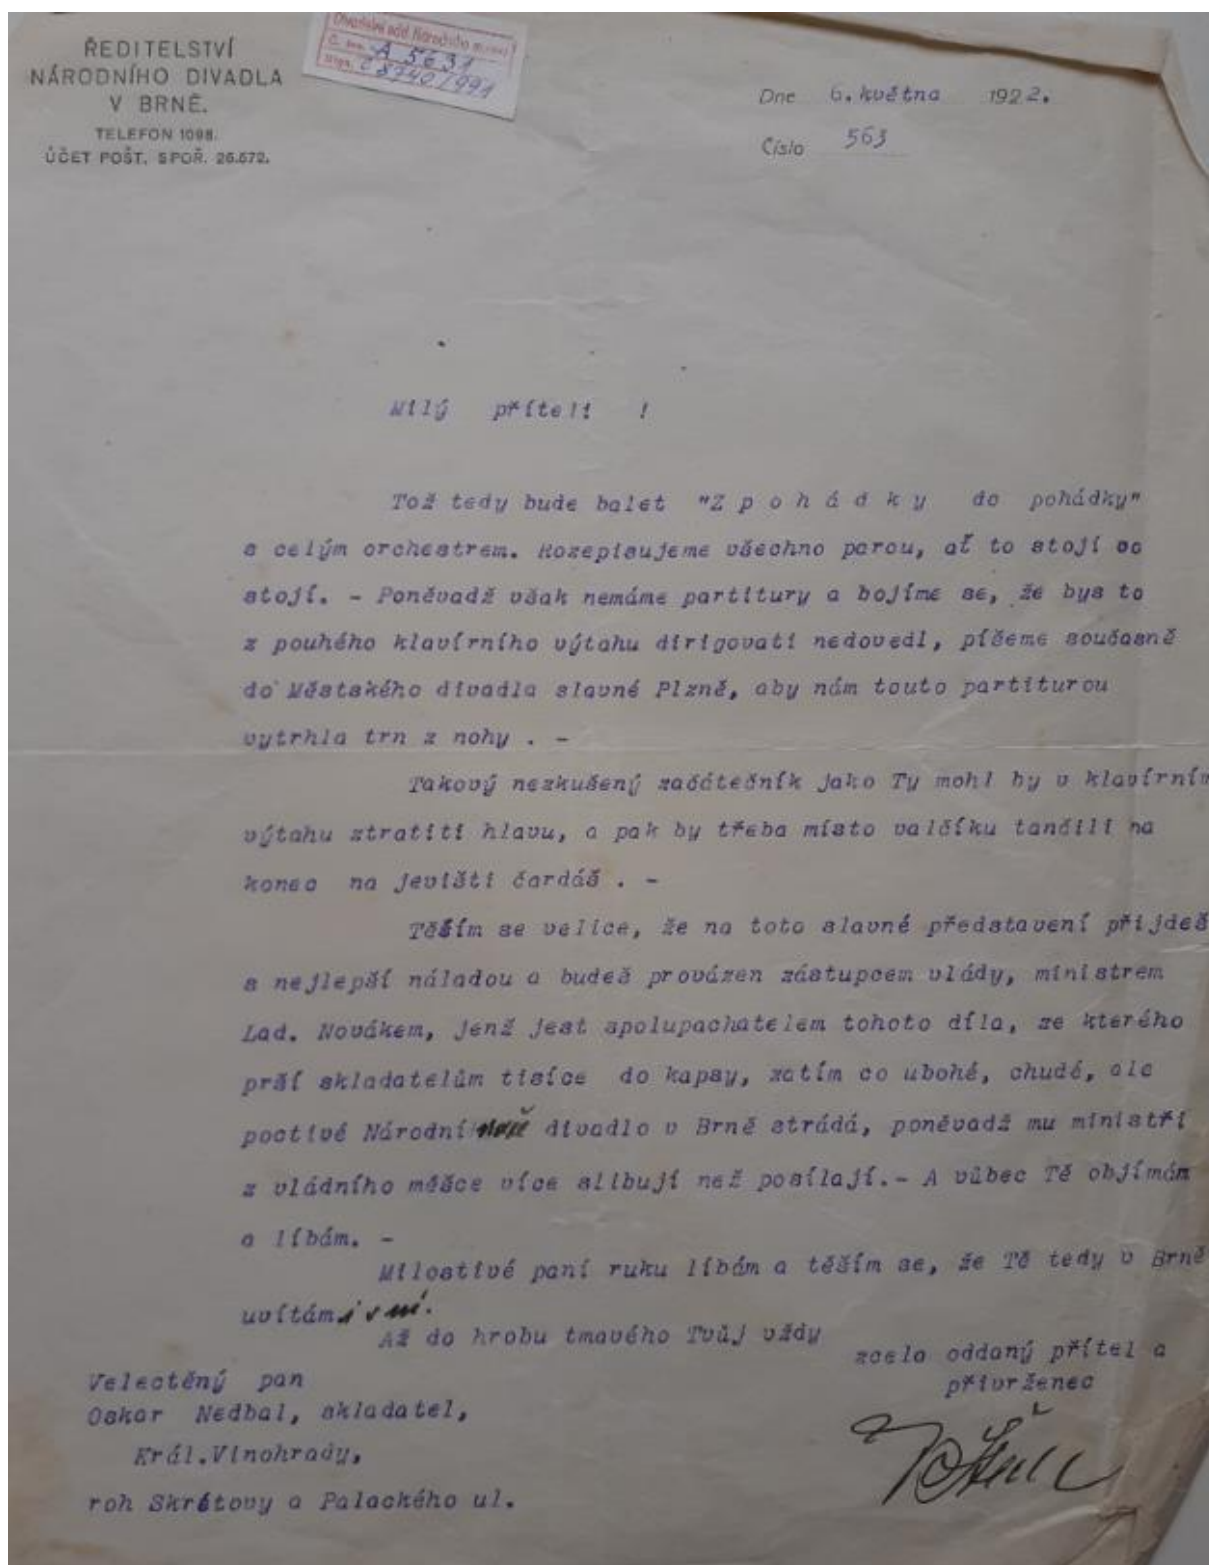 ŘEDITELSTVÍ
NÁRODNÍHO DIVADLA
V BRNĚ.
TELEFON 1098.
ÚČET POŠT. SPOŘ. 26.572.
Divadelní odd. Národního
Č. A 5637
C 8740/1991
Dne 6. května 1922.
Číslo 563
Milý příteli !
Tož tedy bude balet "Z p o h á d k y do pohádky"
s celým orchestrem. Rozepisujeme všechno parou, ať to stojí co
stojí. - Poněvadž však nemáme partitury a bojíme se, že bys to
z pouhého klavírního výtahu dirigovati nedovedl, píšeme současně
do Městského divadla slavné Plzně, aby nám touto partiturou
vytrhla trn z nohy . -
Takový nezkušený začátečník jako Ty mohl by v klavírním
výtahu ztratiti hlavu, a pak by třeba místo valčíku tančili na
konec na jevišti čardáš . -
Těším se velice, že na toto slavné představení přijdeš
s nejlepší náladou a budeš provázen zástupcem vlády, ministrem
Lad. Novákem, jenž jest spolupachatelem tohoto díla, ze kterého
prší skladatelům tisíce do kapsy, zatím co ubohé, chudé, ale
poctivé Národní divadlo v Brně strádá, poněvadž mu ministři
z vládního měšce více slibují než posílají.- A vůbec Tě objímám
a líbám. -
Milostivé paní ruku líbám a těším se, že Tě tedy v Brně
uvítám i s ní.
Až do hrobu tmavého Tvůj vždy
zcela oddaný přítel a
přívrženec
Velectěný pan
Oskar Nedbal, skladatel,
Král.Vinohrady,
roh Skrétovy a Palackého ul.